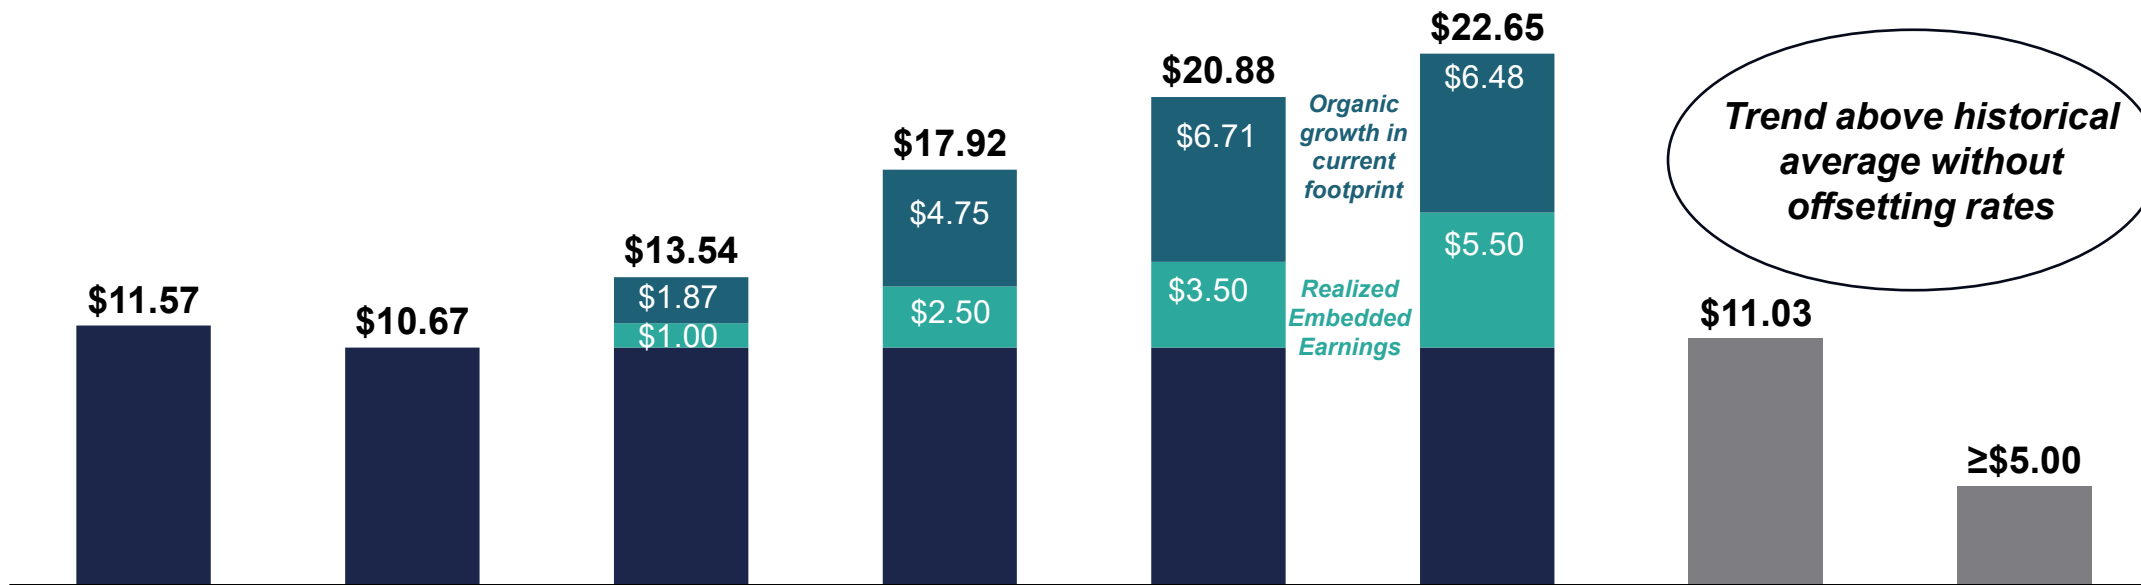 $11.57
$10.67
$13.54
$1.87
$1.00
$17.92
$4.75
$2.50
$20.88
$6.71
$3.50
Organic
growth in
current
footprint
Realized
Embedded
Earnings
$22.65
$6.48
$5.50
Trend above historical
average without
offsetting rates
$11.03
≥$5.00